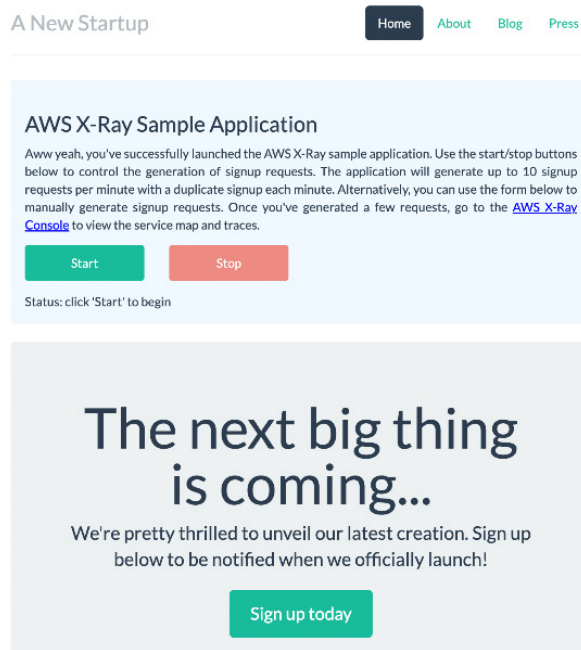 A New Startup
Home About Blog Press
AWS X-Ray Sample Application
Aww yeah, you've successfully launched the AWS X-Ray sample application. Use the start/stop buttons
below to control the generation of signup requests. The application will generate up to 10 signup
requests per minute with a duplicate signup each minute. Alternatively, you can use the form below to
manually generate signup requests. Once you've generated a few requests, go to the AWS X-Ray
Console to view the service map and traces.
Start Stop
Status: click 'Start' to begin
The next big thing
is coming...
We're pretty thrilled to unveil our latest creation. Sign up
below to be notified when we officially launch!
Sign up today